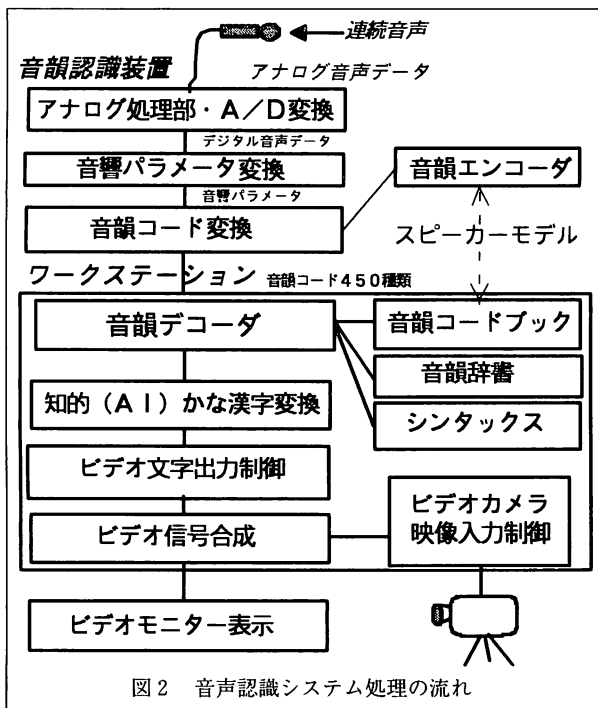 連続音声
音韻認識装置
アナログ音声データ
アナログ処理部・A/D変換
デジタル音声データ
音響パラメータ変換
音韻エンコーダ
音響パラメータ
音韻コード変換
スピーカーモデル
ワークステーション
音韻コード450種類
音韻デコーダ
音韻コードブック
音韻辞書
知的(AI)かな漢字変換
シンタックス
ビデオ文字出力制御
ビデオカメラ
映像入力制御
ビデオ信号合成
ビデオモニター表示
図2 音声認識システム処理の流れ